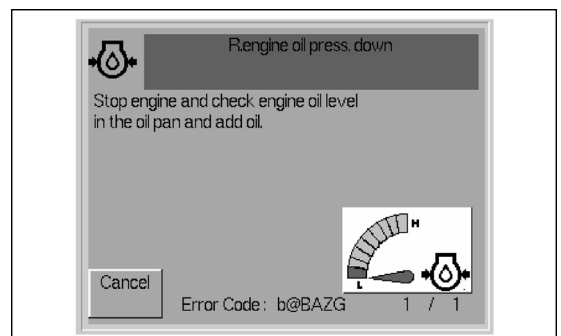 R.engine oil press. down
Stop engine and check engine oil level
in the oil pan and add oil.
H
L
Cancel
Error Code : b@BAZG 1 / 1